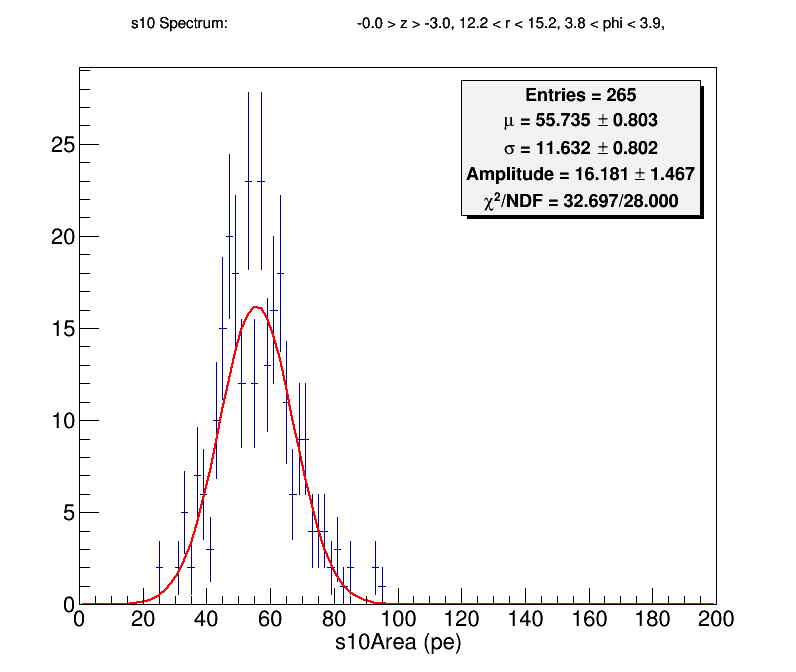 s10 Spectrum: -0.0 > z > -3.0, 12.2 < r < 15.2, 3.8 < phi < 3.9,
Entries = 265
μ = 55.735 ± 0.803
σ = 11.632 ± 0.802
Amplitude = 16.181 ± 1.467
χ²/NDF = 32.697/28.000
25
20
15
10
5
0
0 20 40 60 80 100 120 140 160 180 200
s10Area (pe)